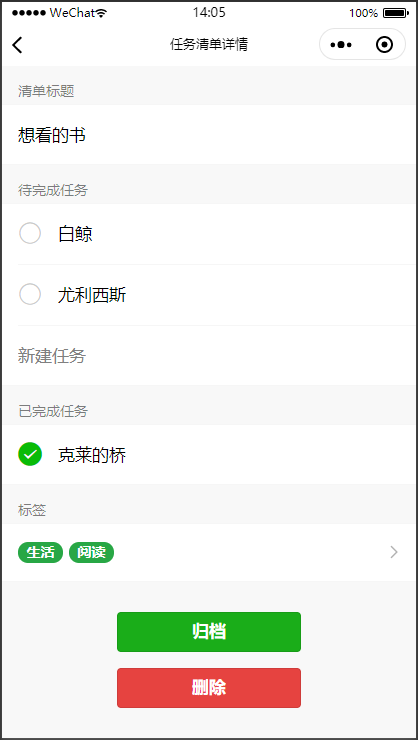 WeChat 14:05 100%
任务清单详情
清单标题
想看的书
待完成任务
白鲸
尤利西斯
新建任务
已完成任务
克莱的桥
标签
生活 阅读
归档
删除